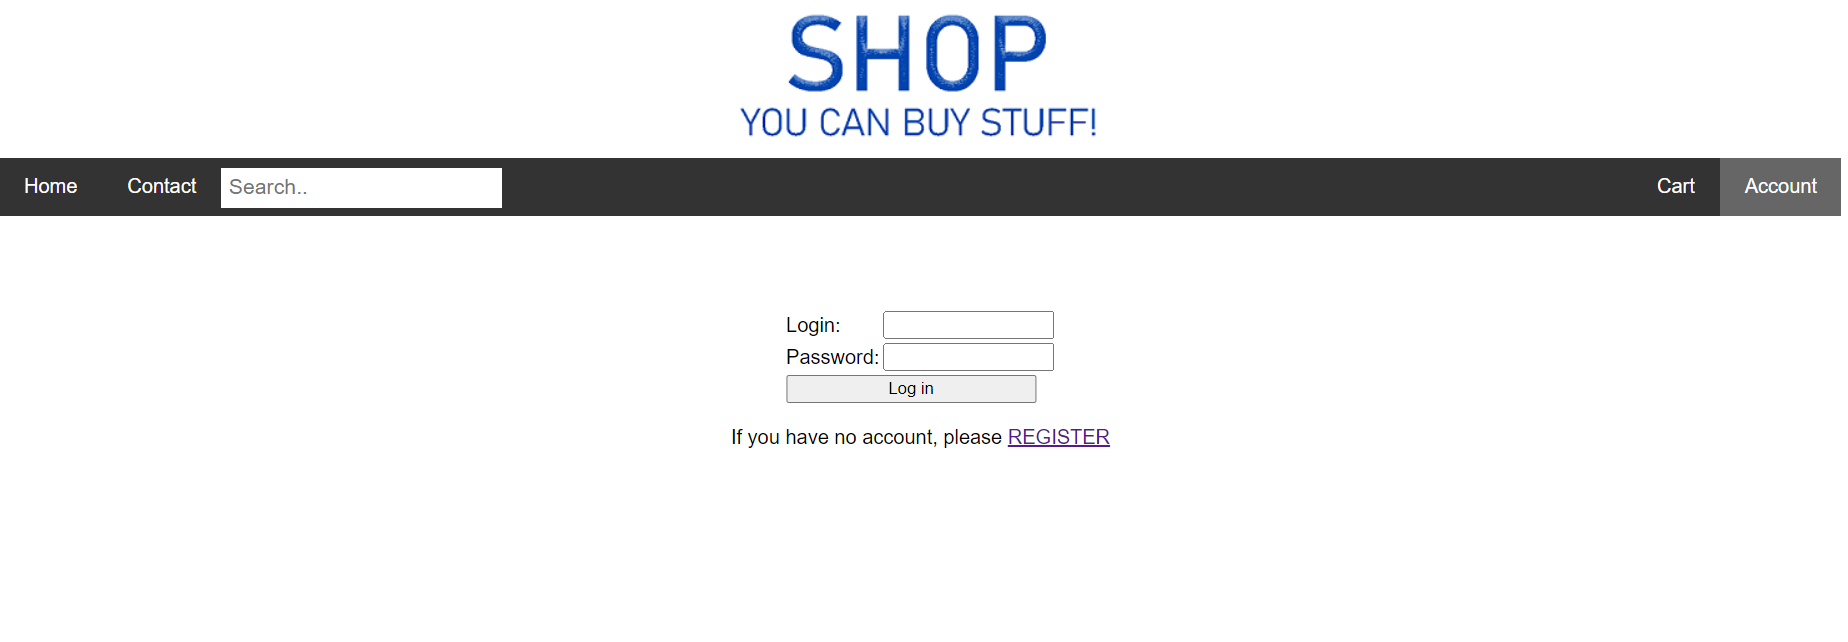 SHOP
YOU CAN BUY STUFF!
Home Contact Search.. Cart Account
Login:
Password:
Log in
If you have no account, please REGISTER